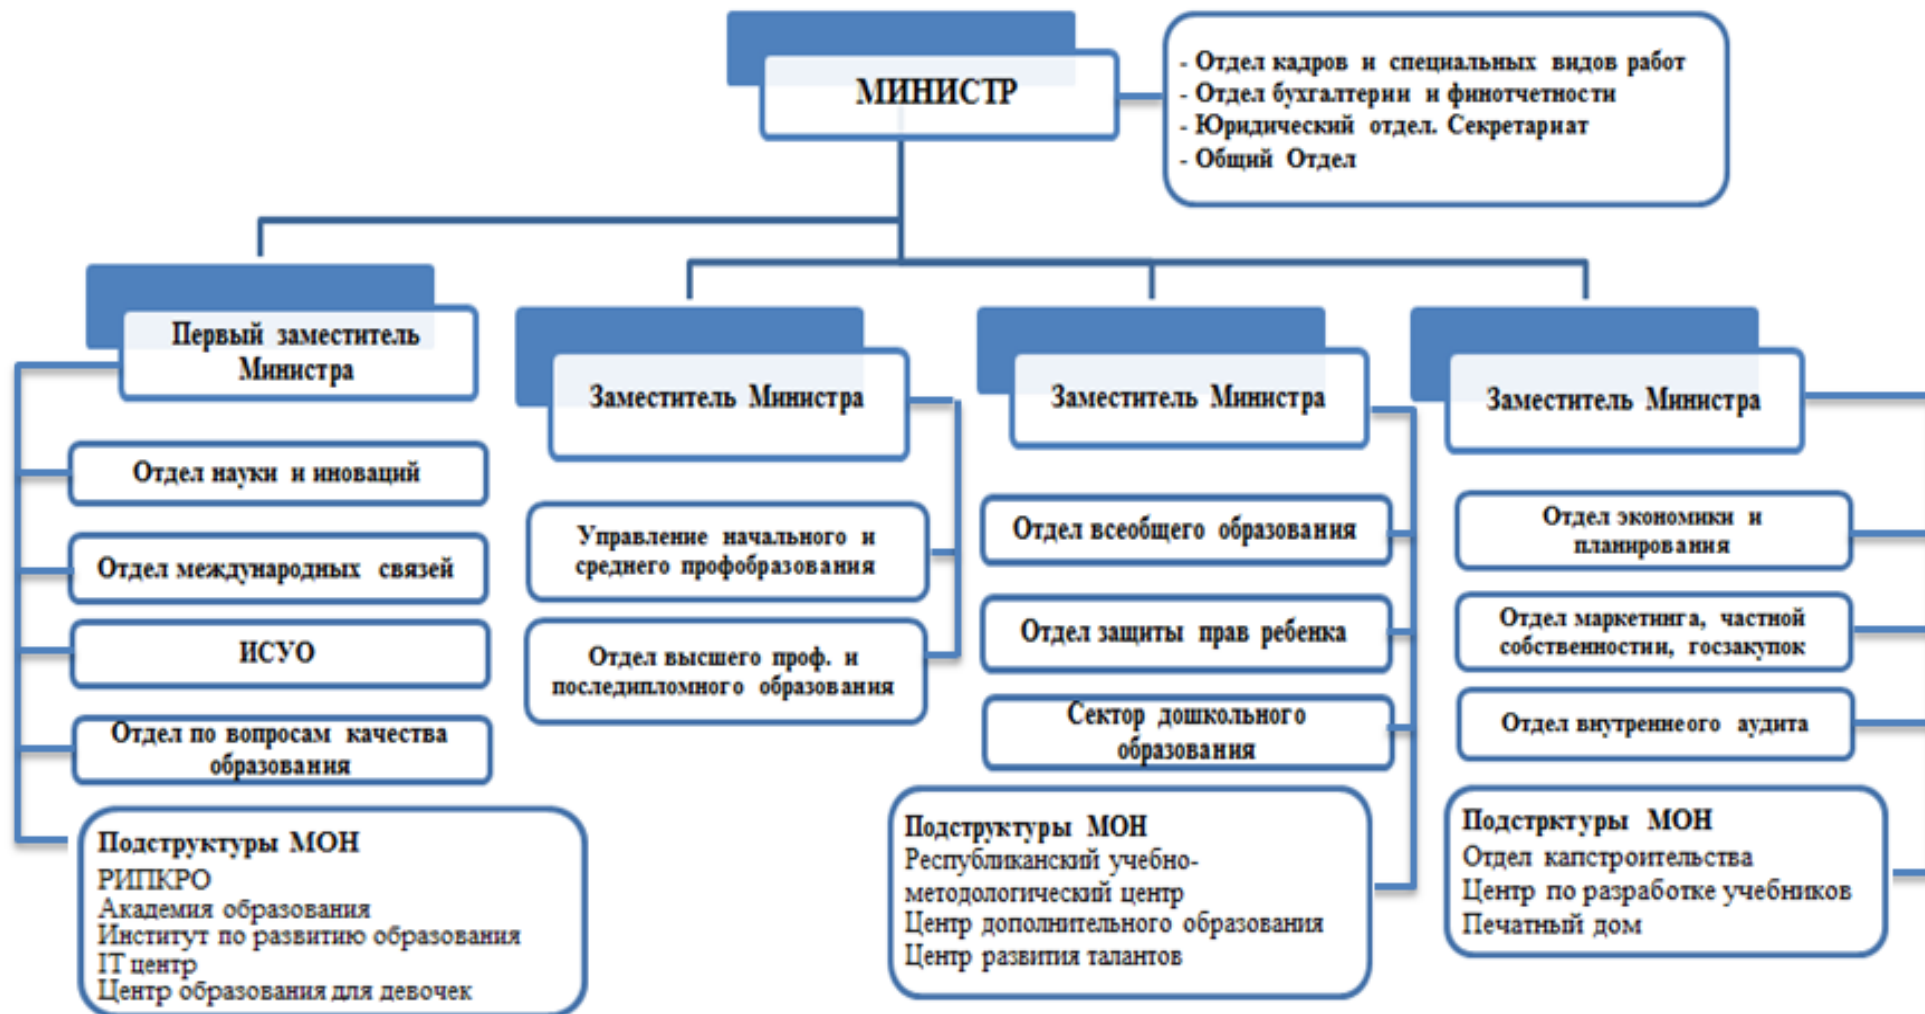 МИНИСТР
- Отдел кадров и специальных видов работ
- Отдел бухгалтерии и финотчетности
- Юридический отдел. Секретариат
- Общий Отдел
Первый заместитель
Министра
Отдел науки и иноваций
Отдел международных связей
ИСУО
Отдел по вопросам качества
образования
Подструктуры МОН
РИПКРО
Академия образования
Институт по развитию образования
IT центр
Центр образования для девочек
Заместитель Министра
Управление начального и
среднего профобразования
Отдел высшего проф. и
последипломного образования
Заместитель Министра
Отдел всеобщего образования
Отдел защиты прав ребенка
Сектор дошкольного
образования
Подструктуры МОН
Республиканский учебно-
методологический центр
Центр дополнительного образования
Центр развития талантов
Заместитель Министра
Отдел экономики и
планирования
Отдел маркетинга, частной
собственностии, госзакупок
Отдел внутреннеого аудита
Подстрктуры МОН
Отдел капстроительства
Центр по разработке учебников
Печатный дом